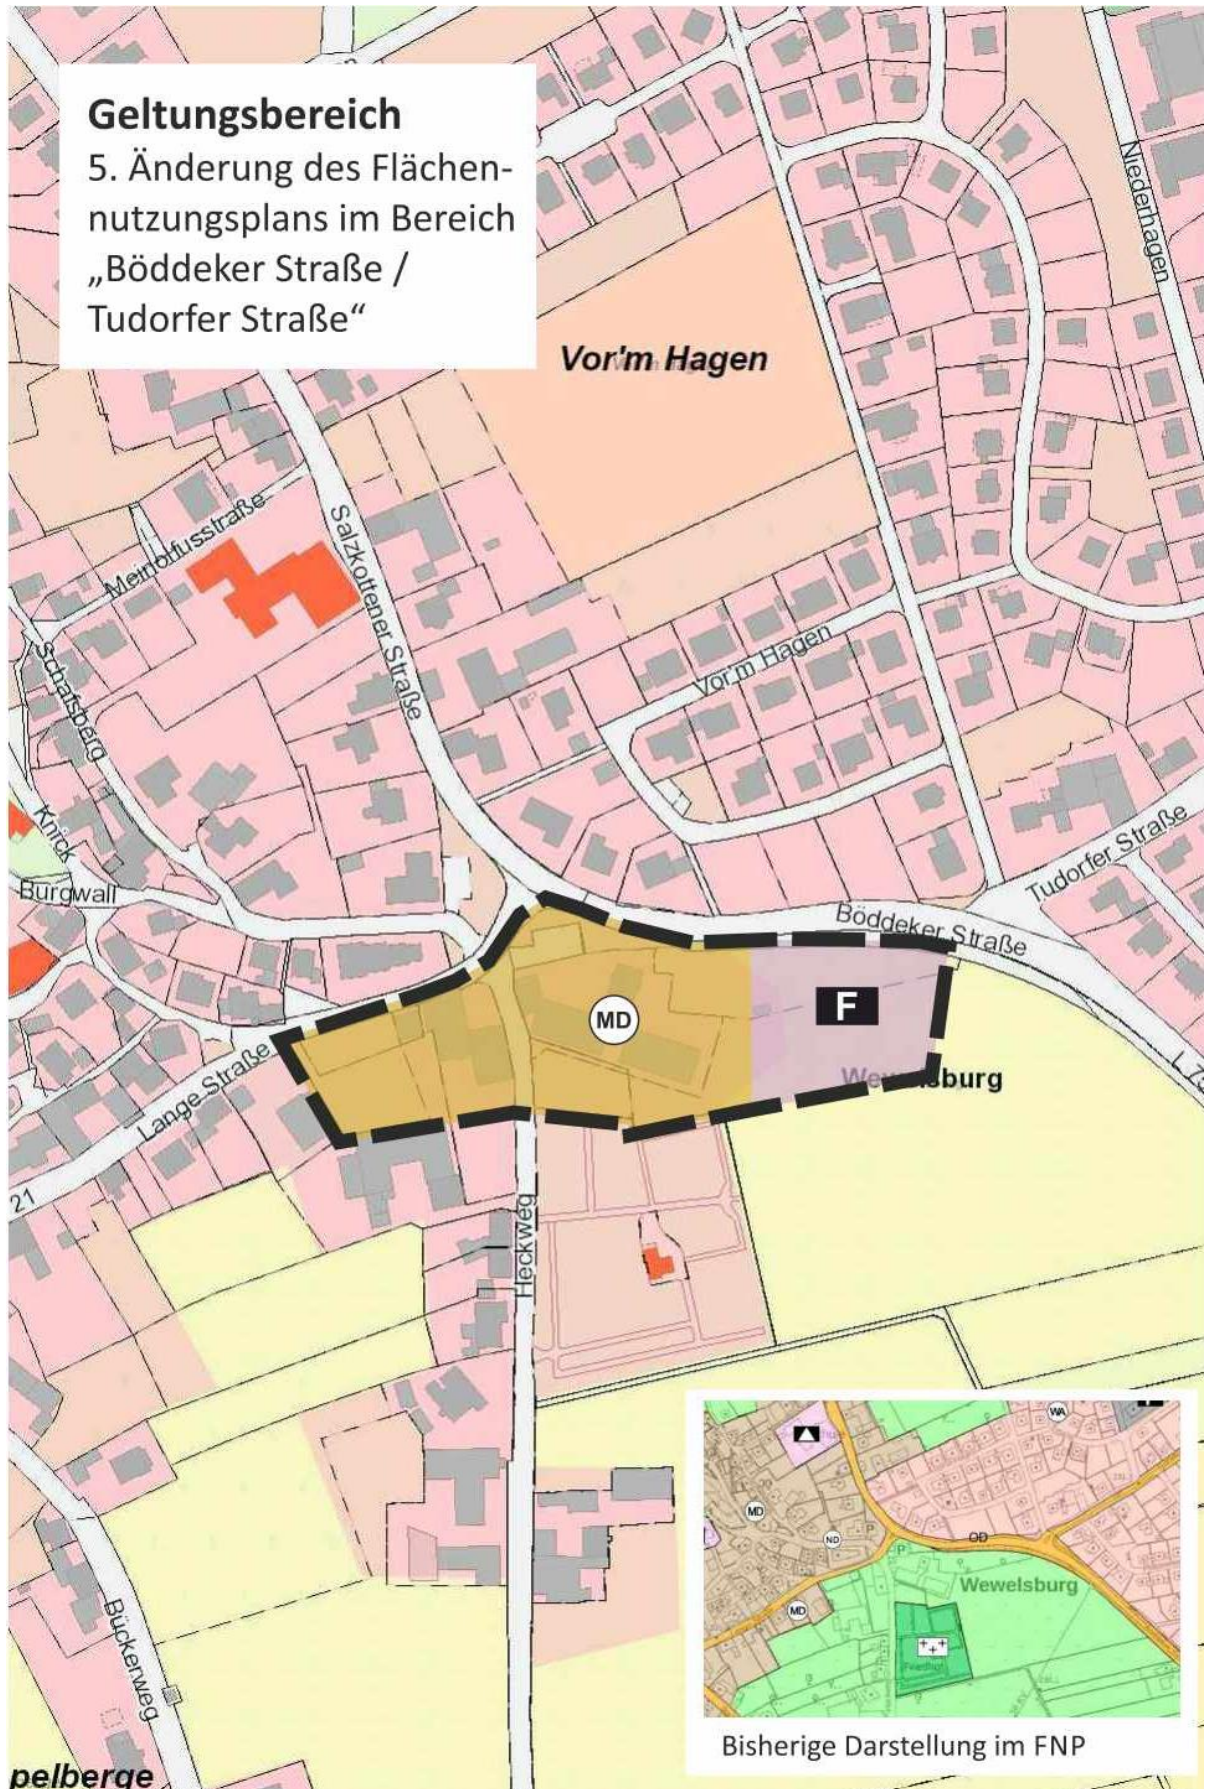 Geltungsbereich
5. Änderung des Flächen-
nutzungsplans im Bereich
„Böddeker Straße /
Tudorfer Straße“
Niederhagen
Vor'm Hagen
Salzkottener Straße
Meinolfusstraße
Schafsberg
Vor'm Hagen
Knick
Burgwall
Tudorfer Straße
Böddeker Straße
MD
F
Wewelsburg
Lange Straße
21
Heckweg
Bückerweg
pelberge
WA
MD
ND
P
OD
P
Wewelsburg
MD
Bisherige Darstellung im FNP